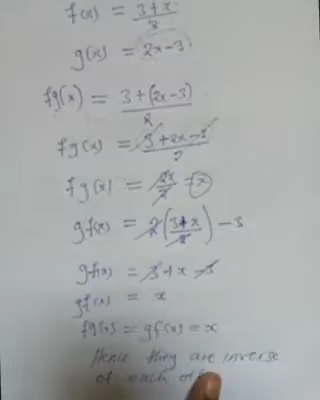 f(x) = 3+x/2
g(x) = 2x-3
fg(x) = 3+(2x-3)/2
fg(x) = 3+2x-3/2
fg(x) = 2x/2 = x
gf(x) = 2(3+x/2) - 3
gf(x) = 3+x-3
gf(x) = x
fg(x) = gf(x) = x
Hence they are inverse
of each